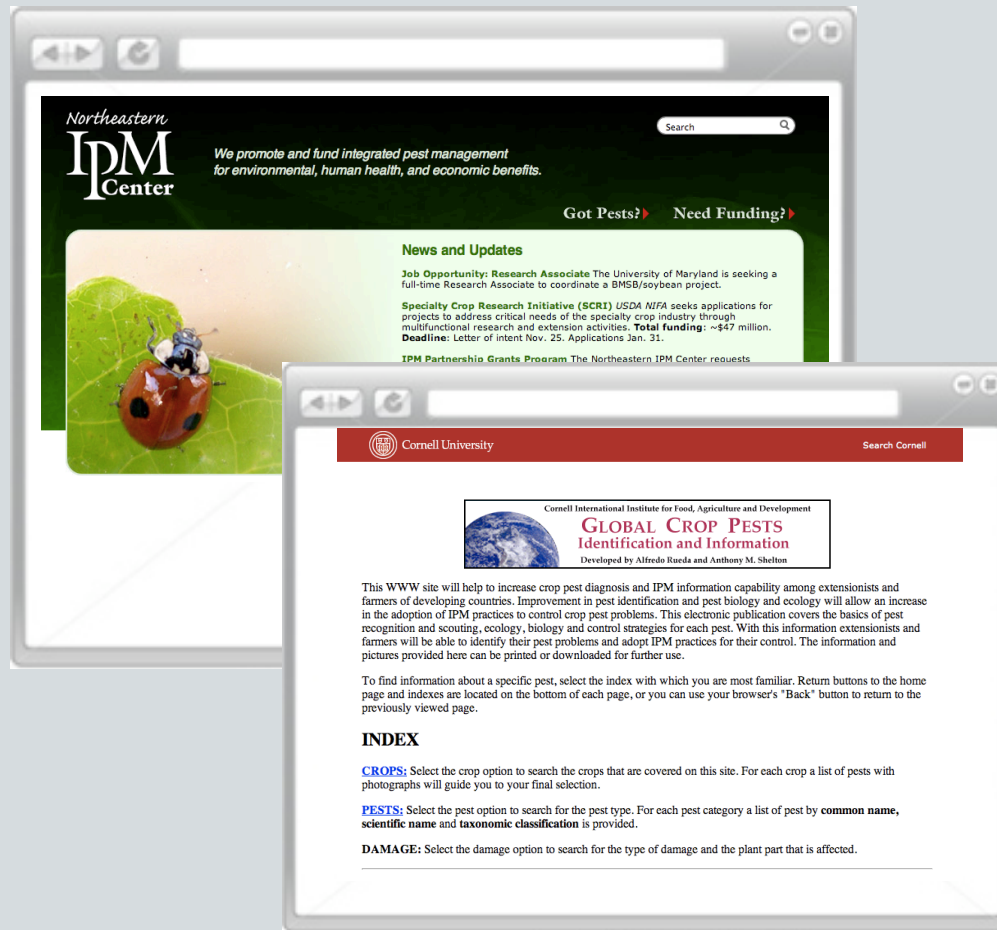 Northeastern
IPM
Center
Search
We promote and fund integrated pest management
for environmental, human health, and economic benefits.
Got Pests? Need Funding?
News and Updates
Job Opportunity: Research Associate The University of Maryland is seeking a
full-time Research Associate to coordinate a BMSB/soybean project.
Specialty Crop Research Initiative (SCRI) USDA NIFA seeks applications for
projects to address critical needs of the specialty crop industry through
multifunctional research and extension activities. Total funding: ~$47 million.
Deadline: Letter of intent Nov. 25. Applications Jan. 31.
IPM Partnership Grants Program The Northeastern IPM Center requests
Cornell University
Search Cornell
Cornell International Institute for Food, Agriculture and Development
GLOBAL CROP PESTS
Identification and Information
Developed by Alfredo Rueda and Anthony M. Shelton
This WWW site will help to increase crop pest diagnosis and IPM information capability among extensionists and
farmers of developing countries. Improvement in pest identification and pest biology and ecology will allow an increase
in the adoption of IPM practices to control crop pest problems. This electronic publication covers the basics of pest
recognition and scouting, ecology, biology and control strategies for each pest. With this information extensionists and
farmers will be able to identify their pest problems and adopt IPM practices for their control. The information and
pictures provided here can be printed or downloaded for further use.
To find information about a specific pest, select the index with which you are most familiar. Return buttons to the home
page and indexes are located on the bottom of each page, or you can use your browser's "Back" button to return to the
previously viewed page.
INDEX
CROPS: Select the crop option to search the crops that are covered on this site. For each crop a list of pests with
photographs will guide you to your final selection.
PESTS: Select the pest option to search for the pest type. For each pest category a list of pest by common name,
scientific name and taxonomic classification is provided.
DAMAGE: Select the damage option to search for the type of damage and the plant part that is affected.